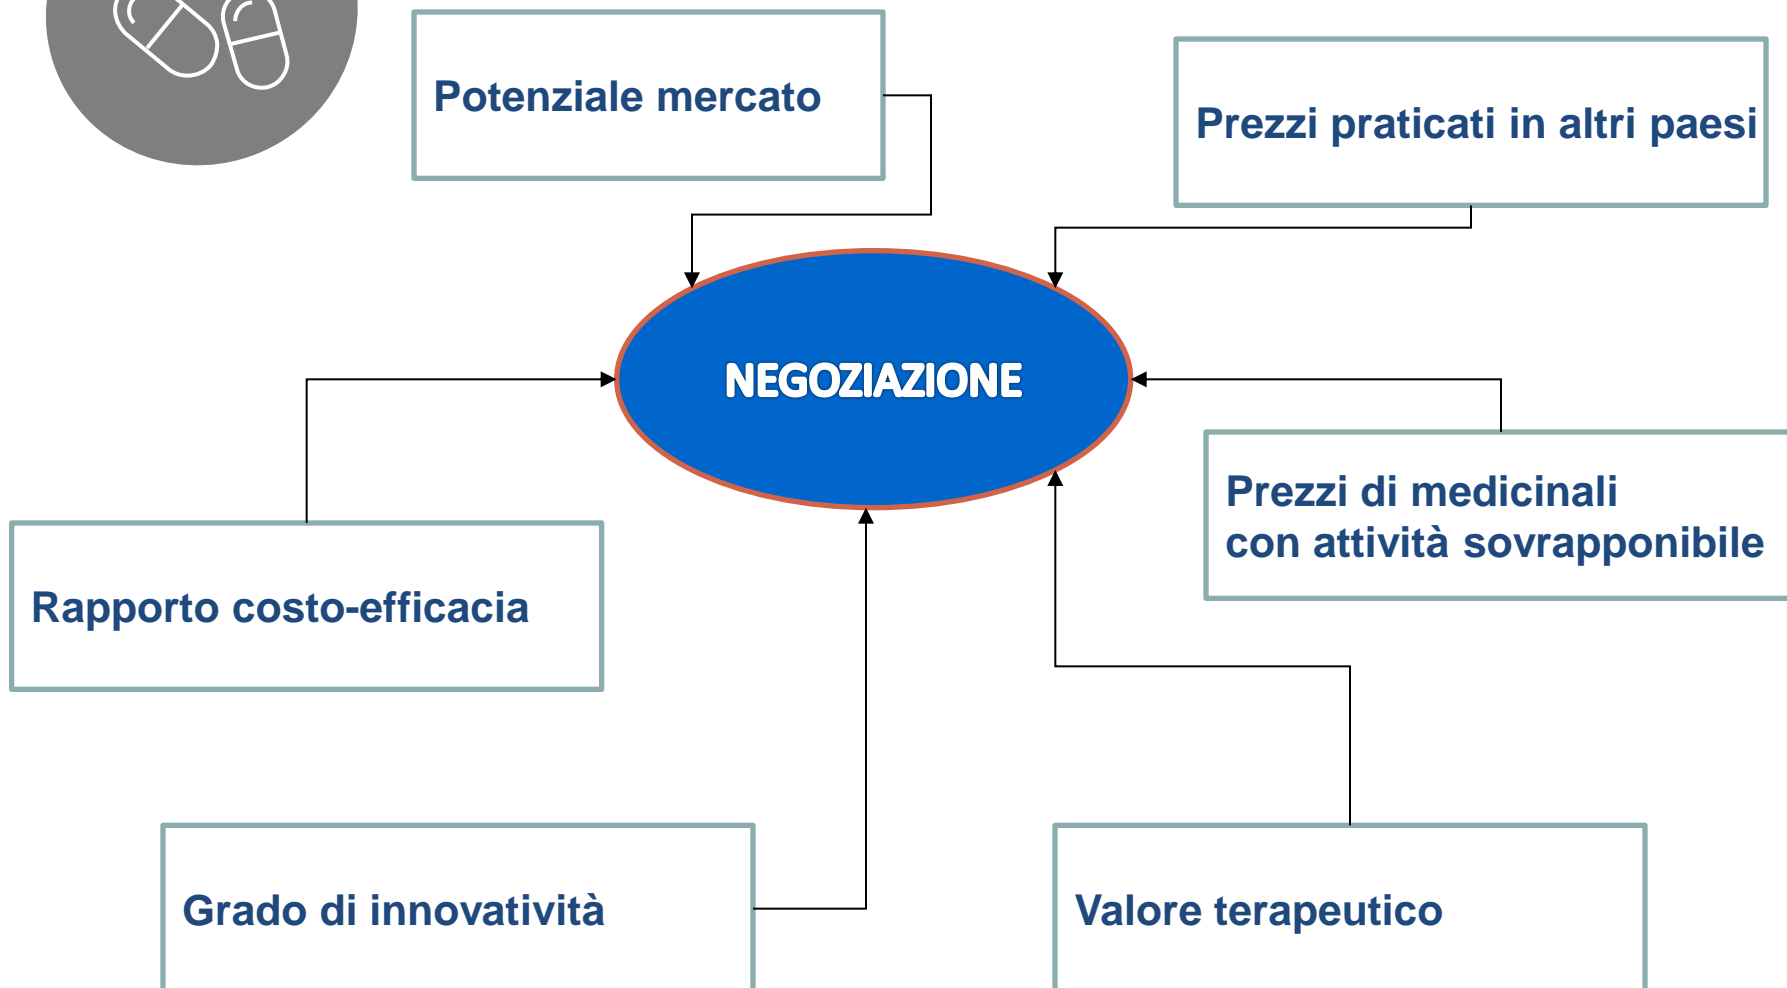 Potenziale mercato
Prezzi praticati in altri paesi
NEGOZIAZIONE
Prezzi di medicinali
con attività sovrapponibile
Rapporto costo-efficacia
Grado di innovatività
Valore terapeutico